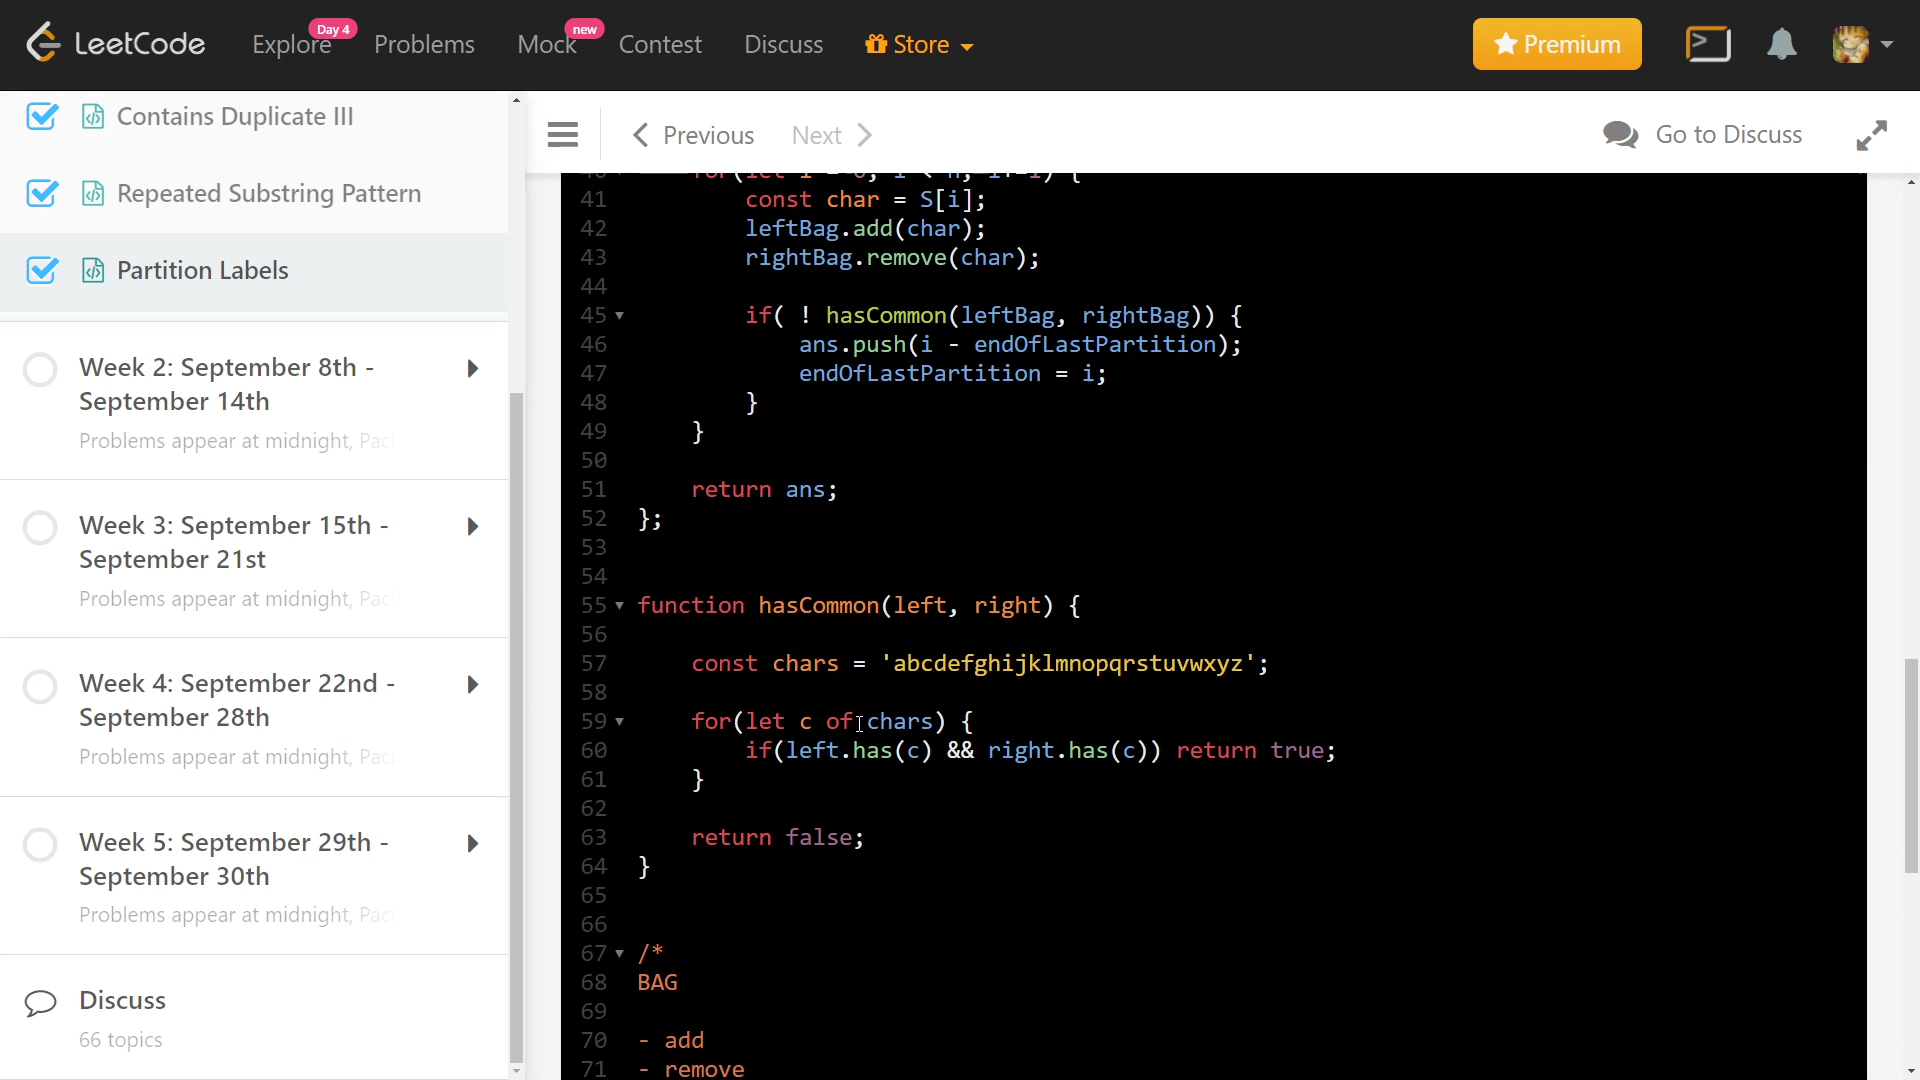 LeetCode
Explore
Day 4
Problems
Mock
new
Contest
Discuss
Store
Premium
Contains Duplicate III
Repeated Substring Pattern
Partition Labels
Week 2: September 8th -
September 14th
Problems appear at midnight, Pac
Week 3: September 15th -
September 21st
Problems appear at midnight, Pac
Week 4: September 22nd -
September 28th
Problems appear at midnight, Pac
Week 5: September 29th -
September 30th
Problems appear at midnight, Pac
Discuss
66 topics
Previous
Next
Go to Discuss
41 const char = S[i];
42 leftBag.add(char);
43 rightBag.remove(char);
44
45 if( ! hasCommon(leftBag, rightBag)) {
46 ans.push(i - endOfLastPartition);
47 endOfLastPartition = i;
48 }
49 }
50
51 return ans;
52 };
53
54
55 function hasCommon(left, right) {
56
57 const chars = 'abcdefghijklmnopqrstuvwxyz';
58
59 for(let c of chars) {
60 if(left.has(c) && right.has(c)) return true;
61 }
62
63 return false;
64 }
65
66
67 /*
68 BAG
69
70 - add
71 - remove